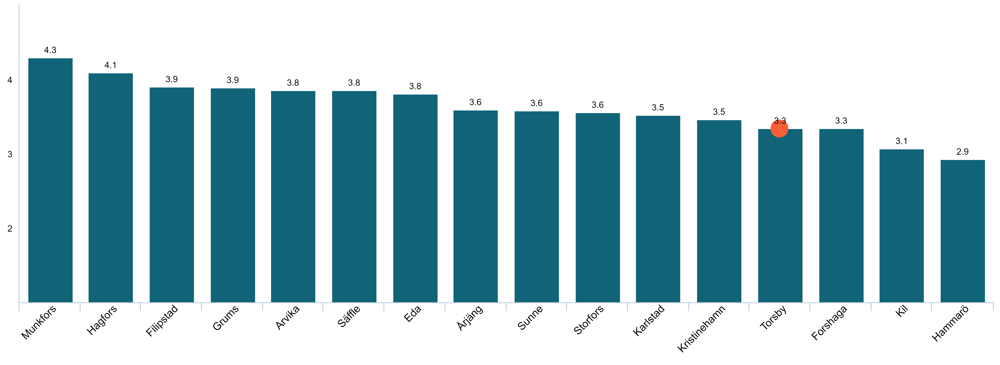 4.3
4.1
3.9
3.9
3.8
3.8
3.8
3.6
3.6
3.6
3.5
3.5
3.3
3.3
3.1
2.9
4
3
2
Munkfors
Hagfors
Filipstad
Grums
Arvika
Säffle
Eda
Årjäng
Sunne
Storfors
Karlstad
Kristinehamn
Torsby
Forshaga
Kil
Hammarö